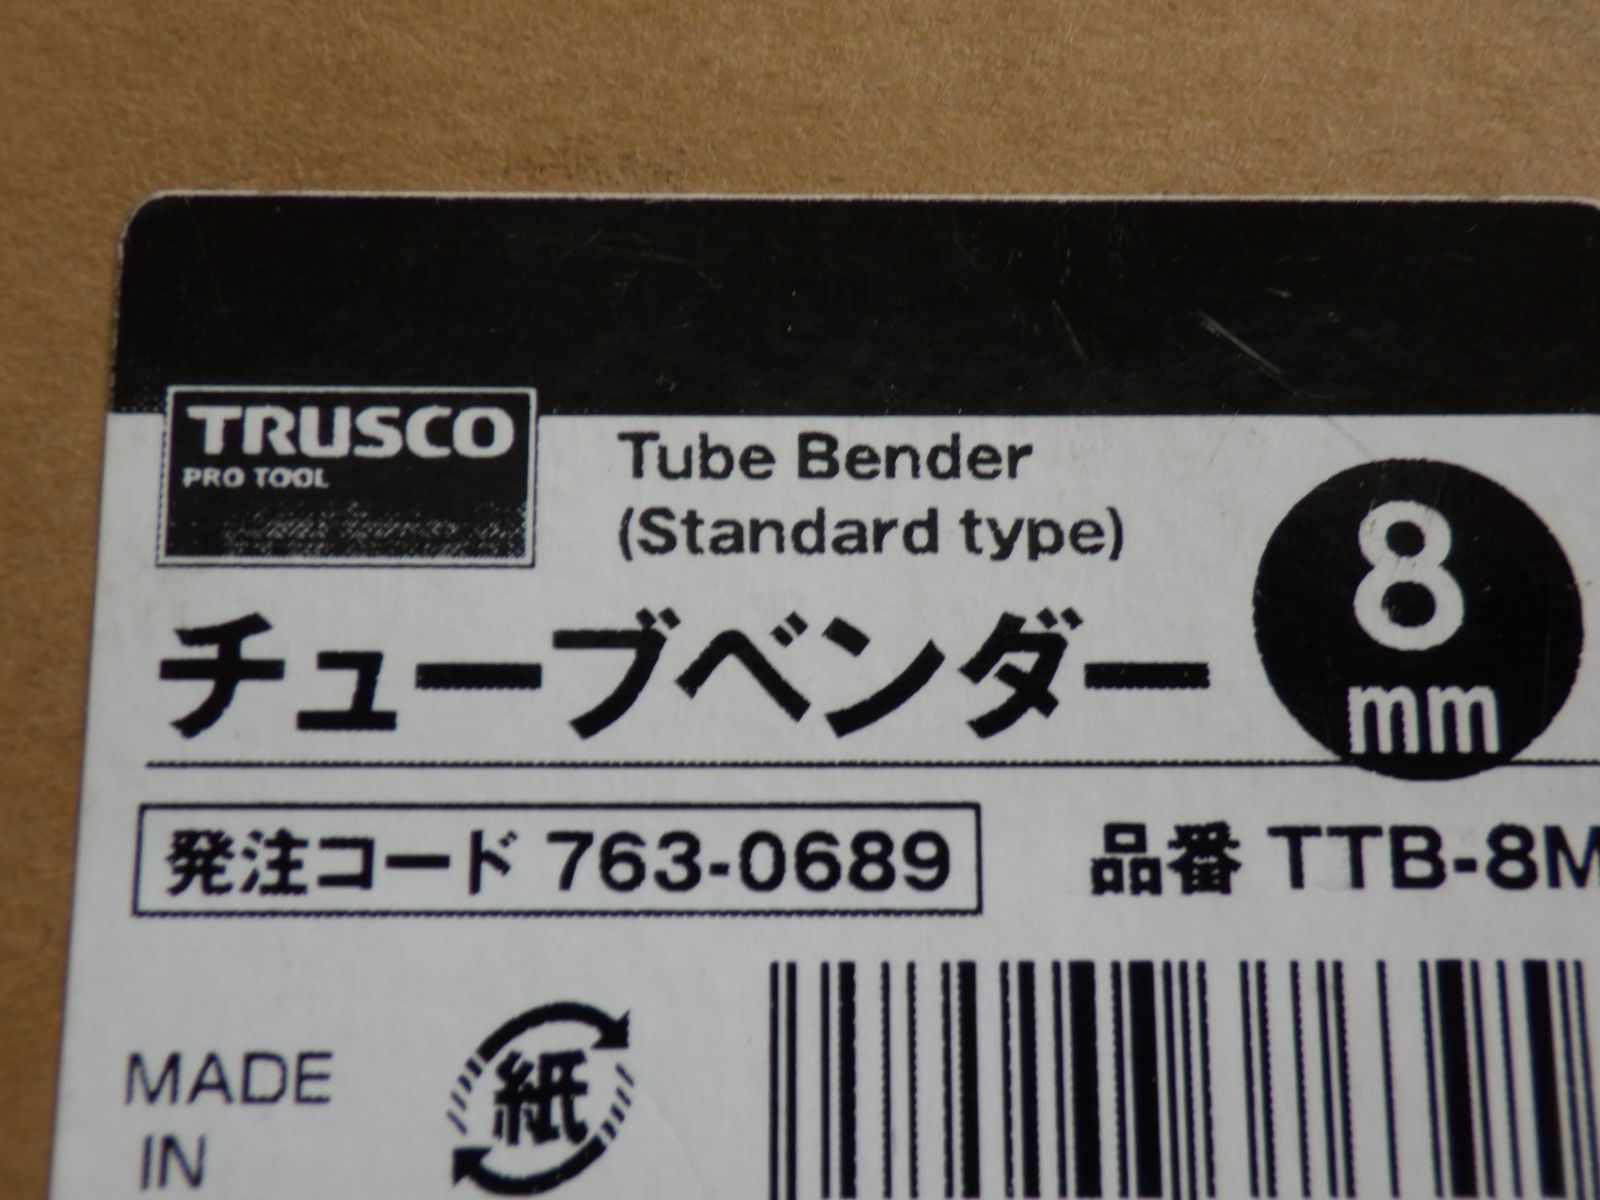 TRUSCO
PRO TOOL
Tube Bender
(Standard type)
チューブベンダー
8
mm
発注コード 763-0689
品番 TTB-8M
MADE
IN
紙